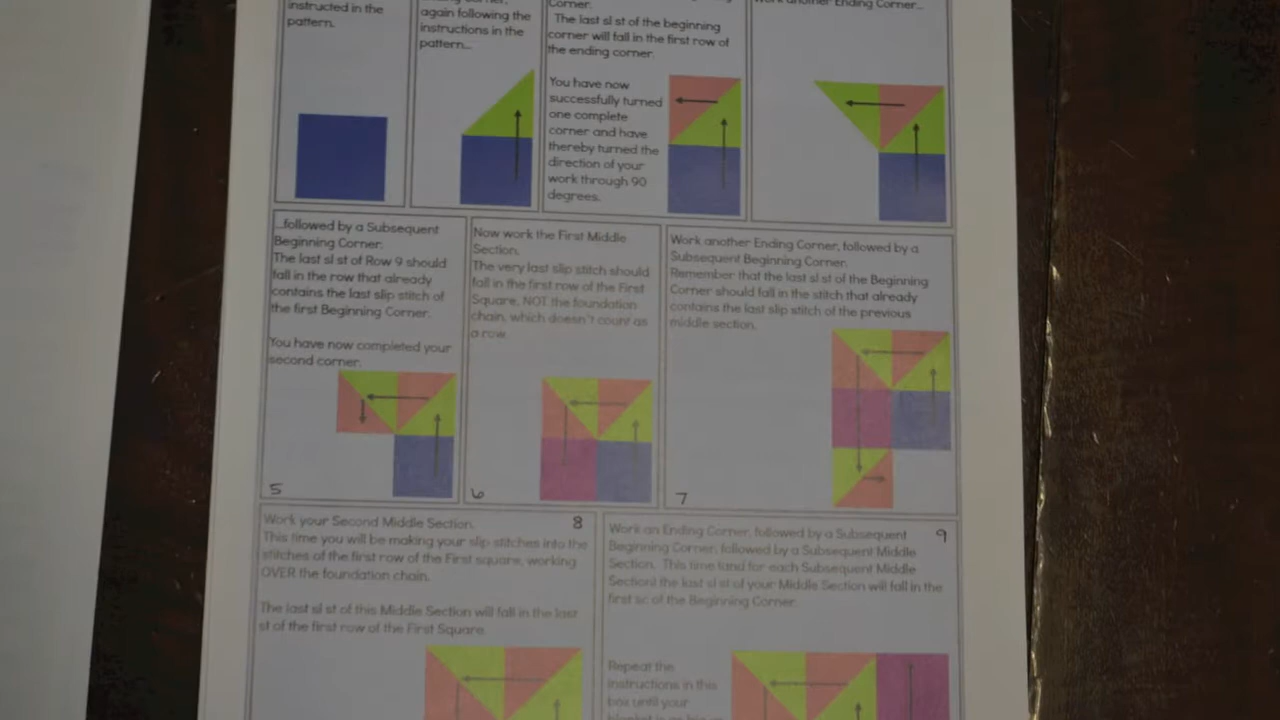 instructed in the
pattern.
again following the
instructions in the
pattern...
Corner.
The last sl st of the beginning
corner will fall in the first row of
the ending corner.
You have now
successfully turned
one complete
corner and have
thereby turned the
direction of your
work through 90
degrees.
work another Ending Corner...
...followed by a Subsequent
Beginning Corner.
The last sl st of Row 9 should
fall in the row that already
contains the last slip stitch of
the first Beginning Corner.
You have now completed your
second corner.
5
Now work the First Middle
Section.
The very last slip stitch should
fall in the first row of the First
Square, NOT the foundation
chain, which doesn't count as
a row.
6
Work another Ending Corner, followed by a
Subsequent Beginning Corner.
Remember that the last sl st of the Beginning
Corner should fall in the stitch that already
contains the last slip stitch of the previous
middle section.
7
Work your Second Middle Section. 8
This time you will be making your slip stitches into the
stitches of the first row of the First square, working
OVER the foundation chain.
The last sl st of this Middle Section will fall in the last
st of the first row of the First Square.
Work an Ending Corner, followed by a Subsequent 9
Beginning Corner, followed by a Subsequent Middle
Section. This time (and for each Subsequent Middle
Section) the last sl st of your Middle Section will fall in the
first sc of the Beginning Corner.
Repeat the
instructions in this
box until your